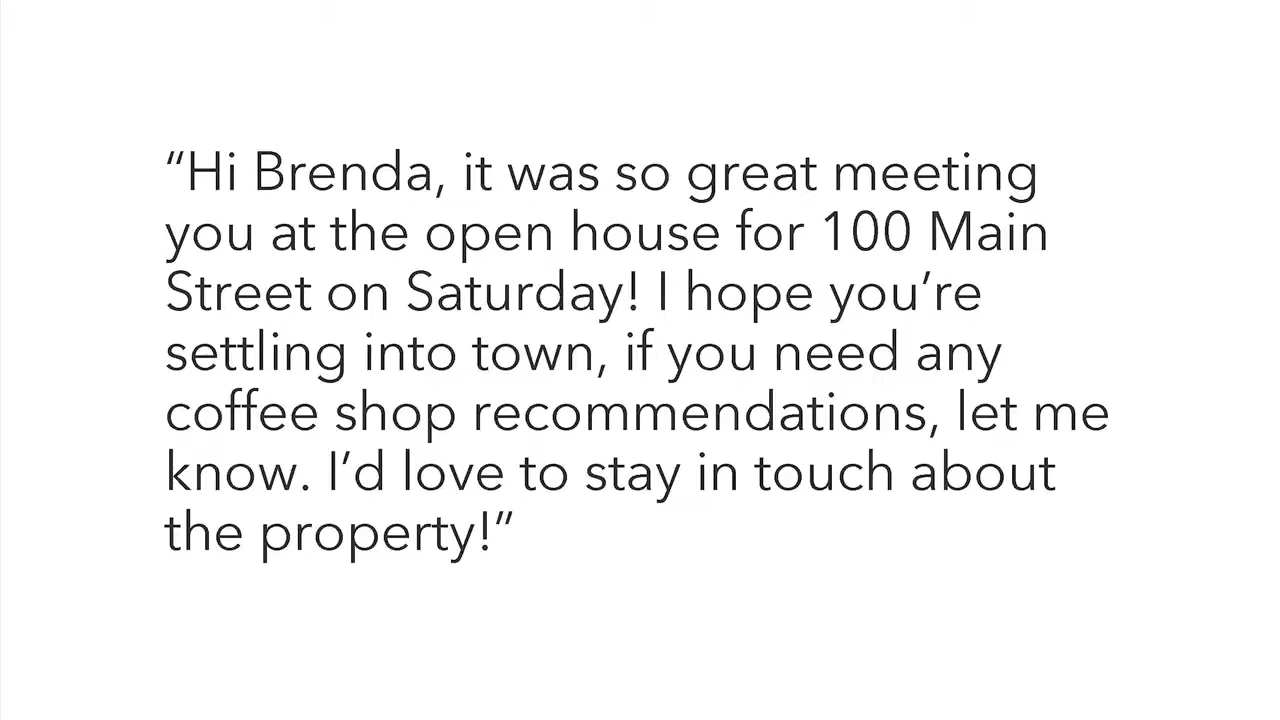 “Hi Brenda, it was so great meeting
you at the open house for 100 Main
Street on Saturday! I hope you’re
settling into town, if you need any
coffee shop recommendations, let me
know. I’d love to stay in touch about
the property!”